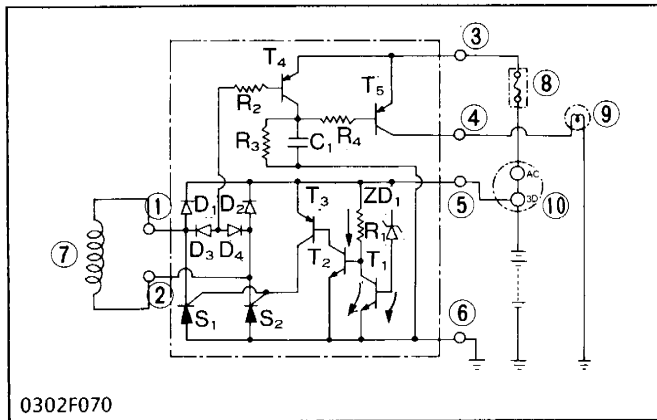 ③
T₄
T₅
⑧
R₂
④
⑨
R₃
C₁
R₄
T₃
ZD₁
AC
①
D₁
D₂
⑤
3D
⑩
D₃
D₄
R₁
⑦
T₂
T₁
②
S₁
S₂
⑥
0302F070